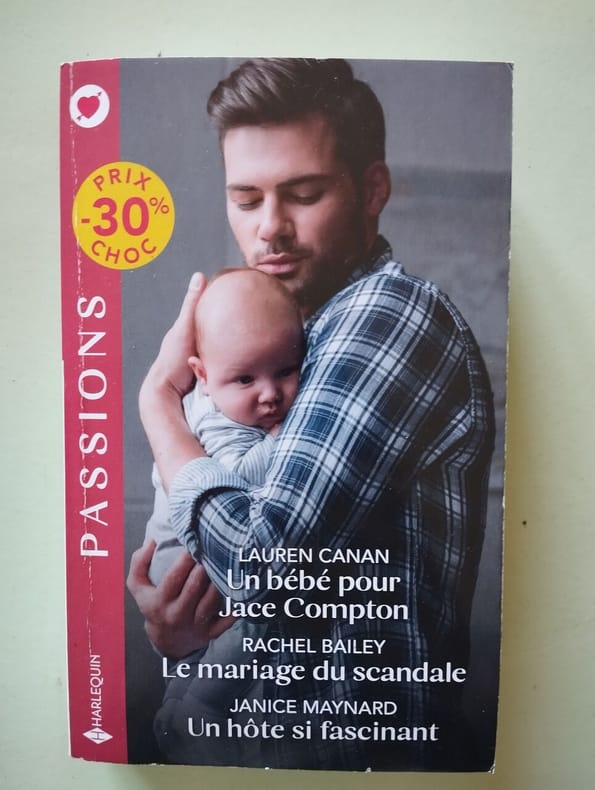 PRIX
-30%
CHOC
PASSIONS
LAUREN CANAN
Un bébé pour
Jace Compton
RACHEL BAILEY
Le mariage du scandale
JANICE MAYNARD
Un hôte si fascinant
HARLEQUIN